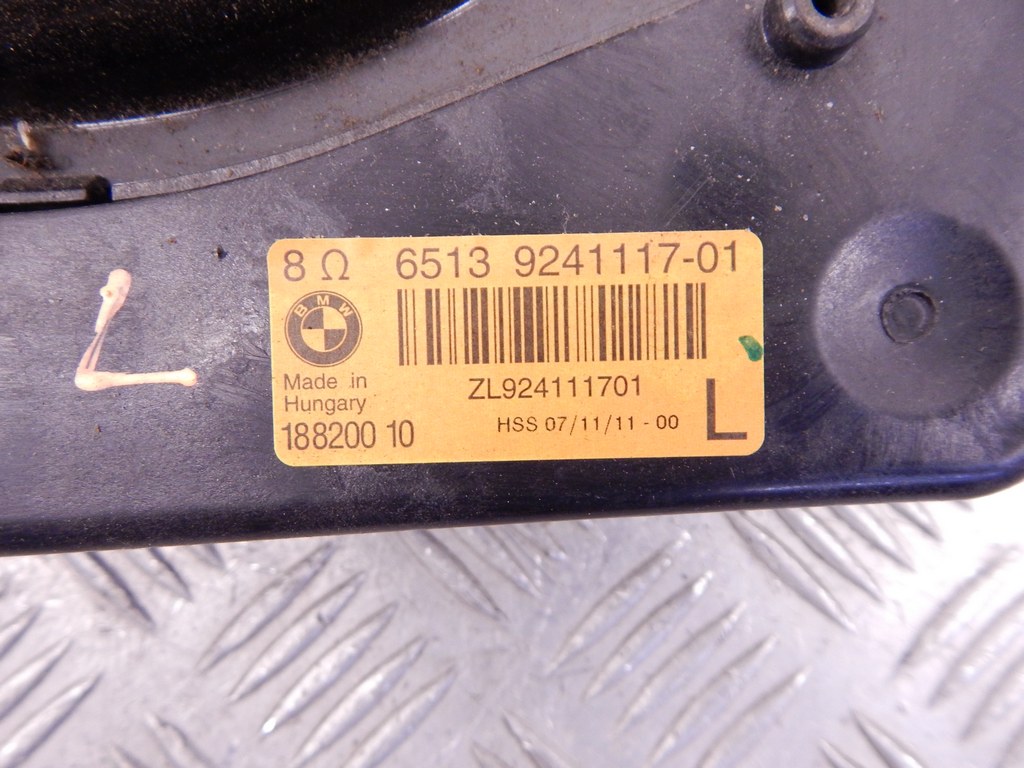 8 Ω 6513 9241117-01
BMW
ZL924111701
Made in
Hungary
HSS 07/11/11 - 00
188200 10
L
L